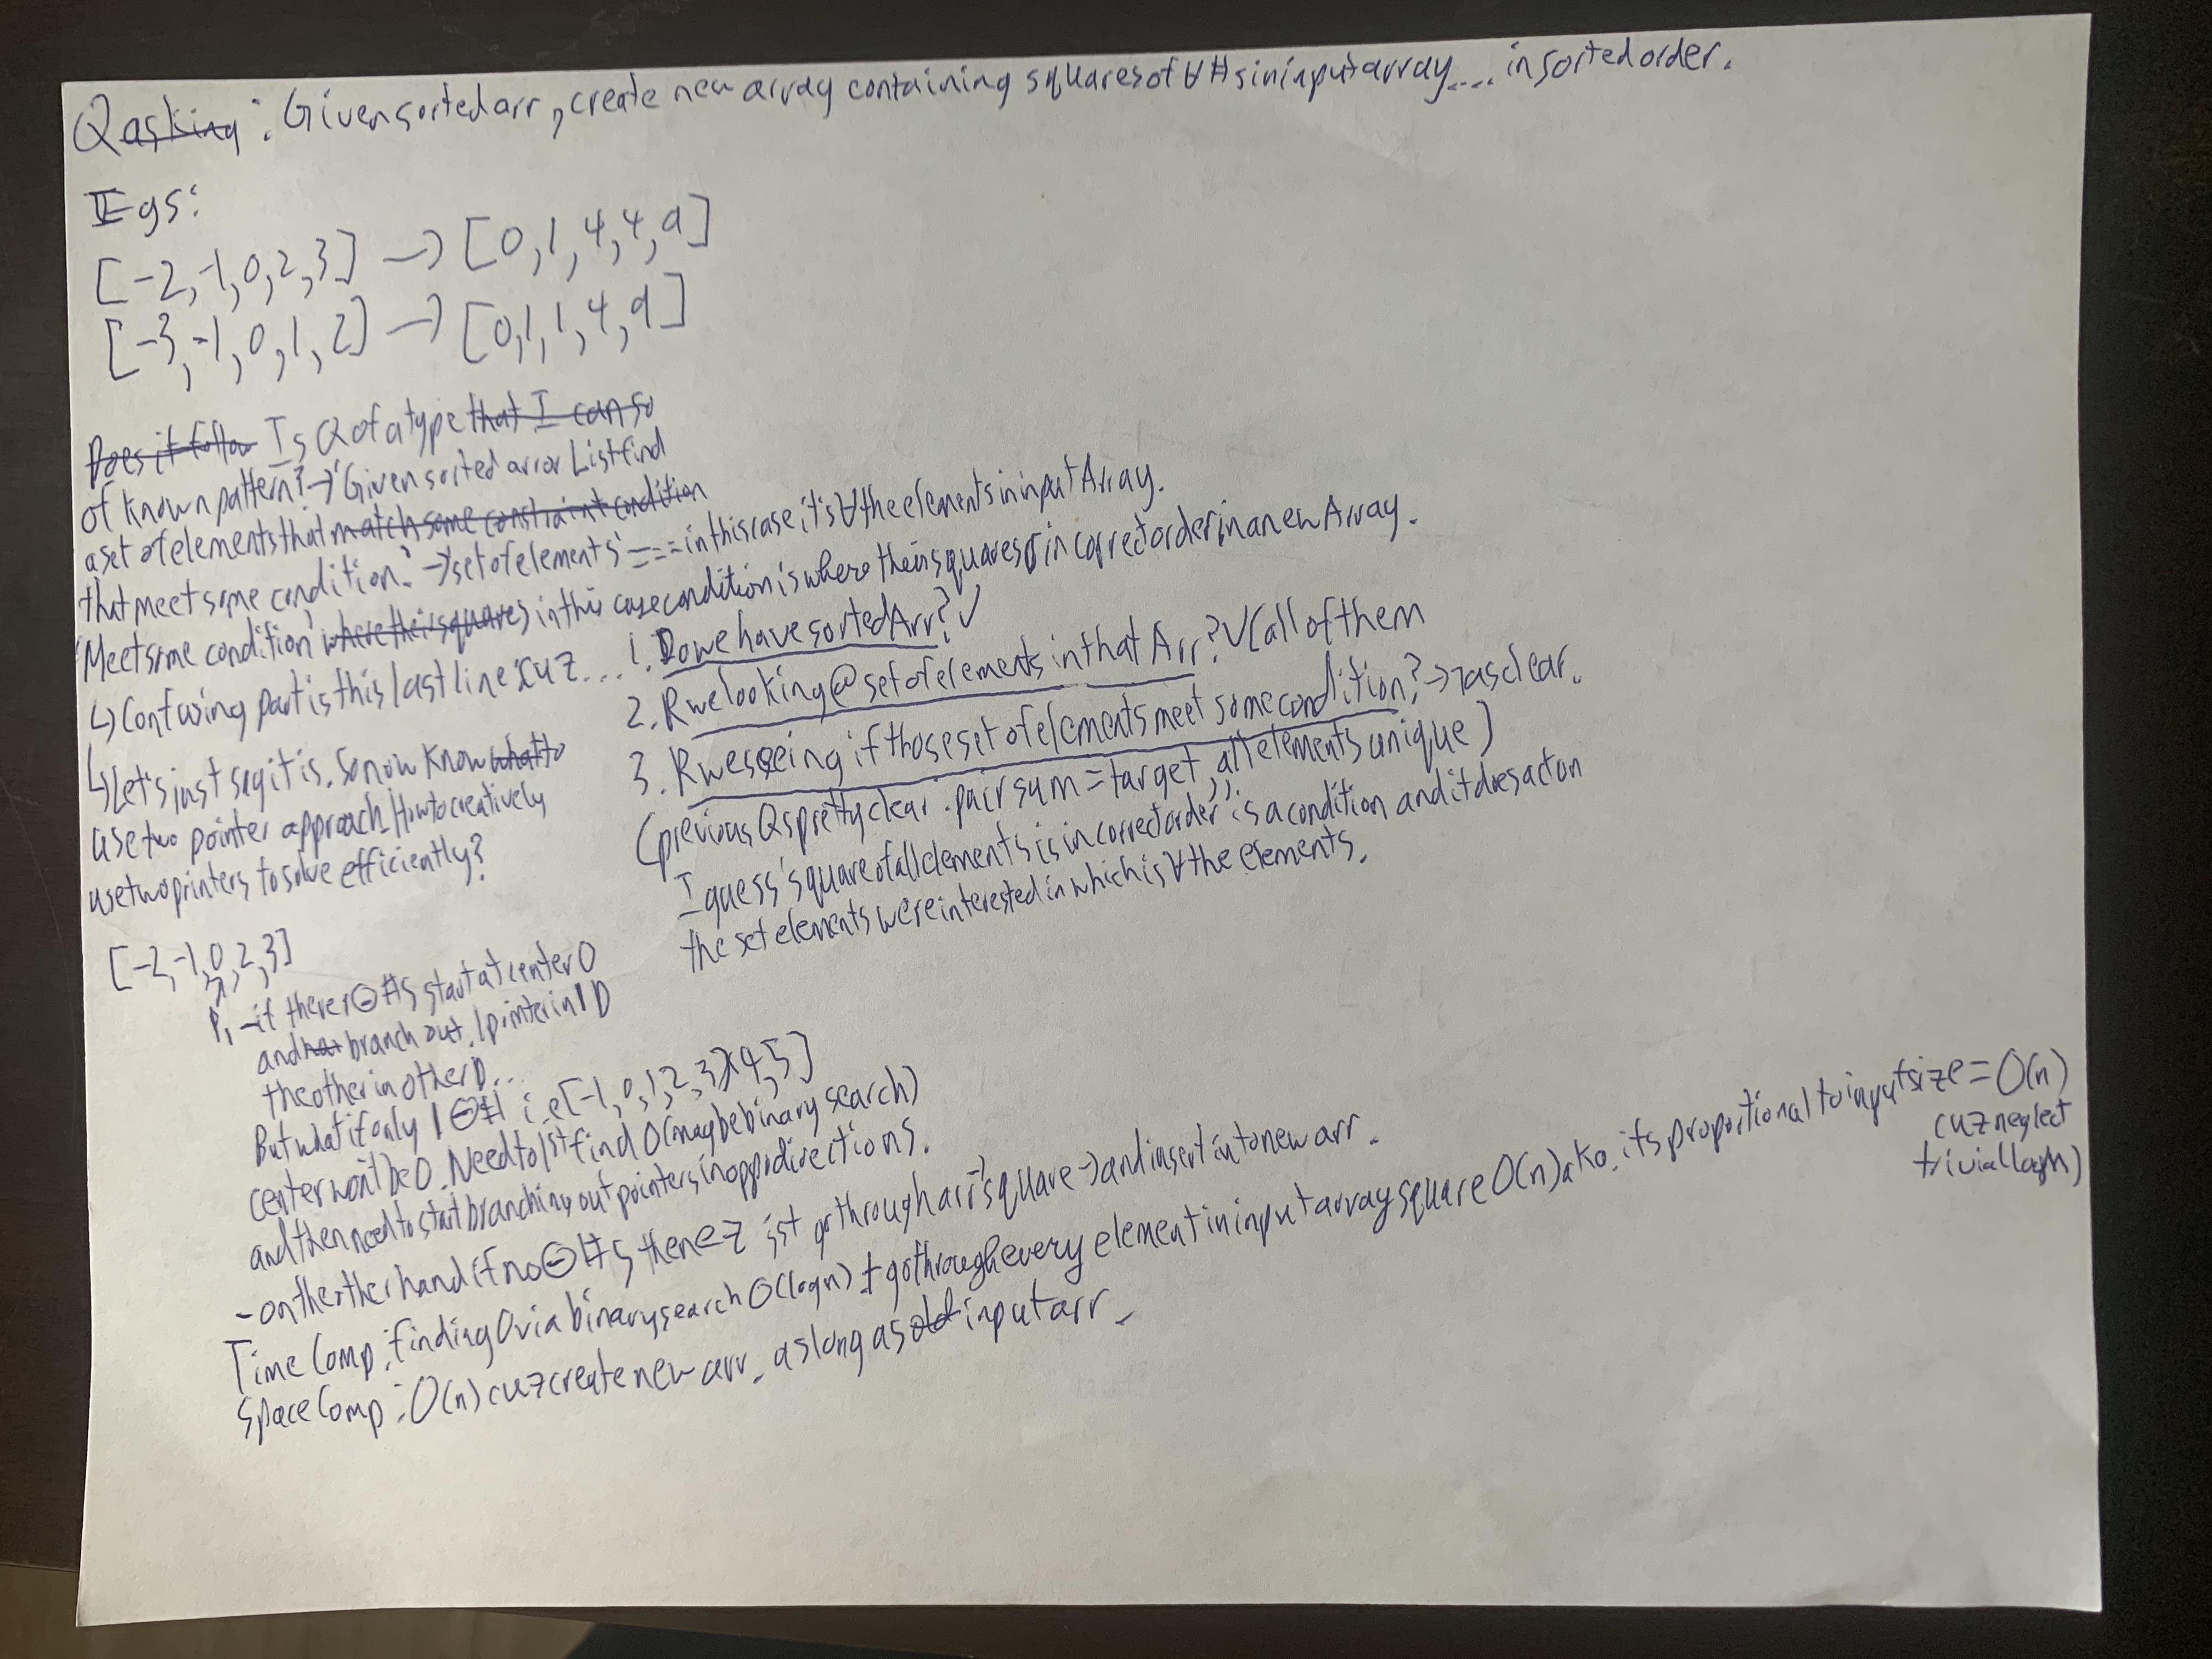 Q asking: Given sorted arr, create new array containing squares of ∀ #s in input array.... in sorted order.
Egs:
[-2,-1,0,2,3] → [0,1,4,4,9]
[-3,-1,0,1,2] → [0,1,1,4,9]
Does it follow Is Q of a type that I can so
of known pattern? → 'Given sorted arr or List find
a set of elements that match some constraint condition
that meet some condition.' → 'set of elements' === in this case, it's ∀ the elements in input Array.
'Meet some condition' where their squares in this case condition is where their squares r in correct order in a new Array.
↳ Confusing part is this last line cuz....
1. Do we have sorted Arr? ✓
2. R we looking @ set of elements in that Arr? ✓ (all of them
3. R we seeing if those set of elements meet some condition? → ¬ as clear.
(previous Qs pretty clear. pair sum = target, all elements unique)
I guess 'square of all elements is in correct order' is a condition and it does act on
the set elements we're interested in which is ∀ the elements.
↳ Let's just say it is. So now know what to
use two pointer approach. How to creatively
use two pointers to solve efficiently?
[-2,-1,0,2,3]
P₁ - if there r ⊖ #s start at center 0
and branch out. 1 pointer in 1 D
the other in other D...
But what if only 1 ⊖ # i.e [-1,0,1,2,3,4,5]
center won't be 0. Need to 1st find 0 (maybe binary search)
and then need to start branching out pointers in oppo directions.
- on the other hand if no ⊖ #s then ez jst go through arr → square → and insert into new arr.
Time Comp: finding 0 via binary search O(logn) + go through every element in input array square O(n) aka. its proportional to input size = O(n)
cuz neglect
trivial logn)
Space Comp: O(n) cuz create new arr. as long as old input arr.